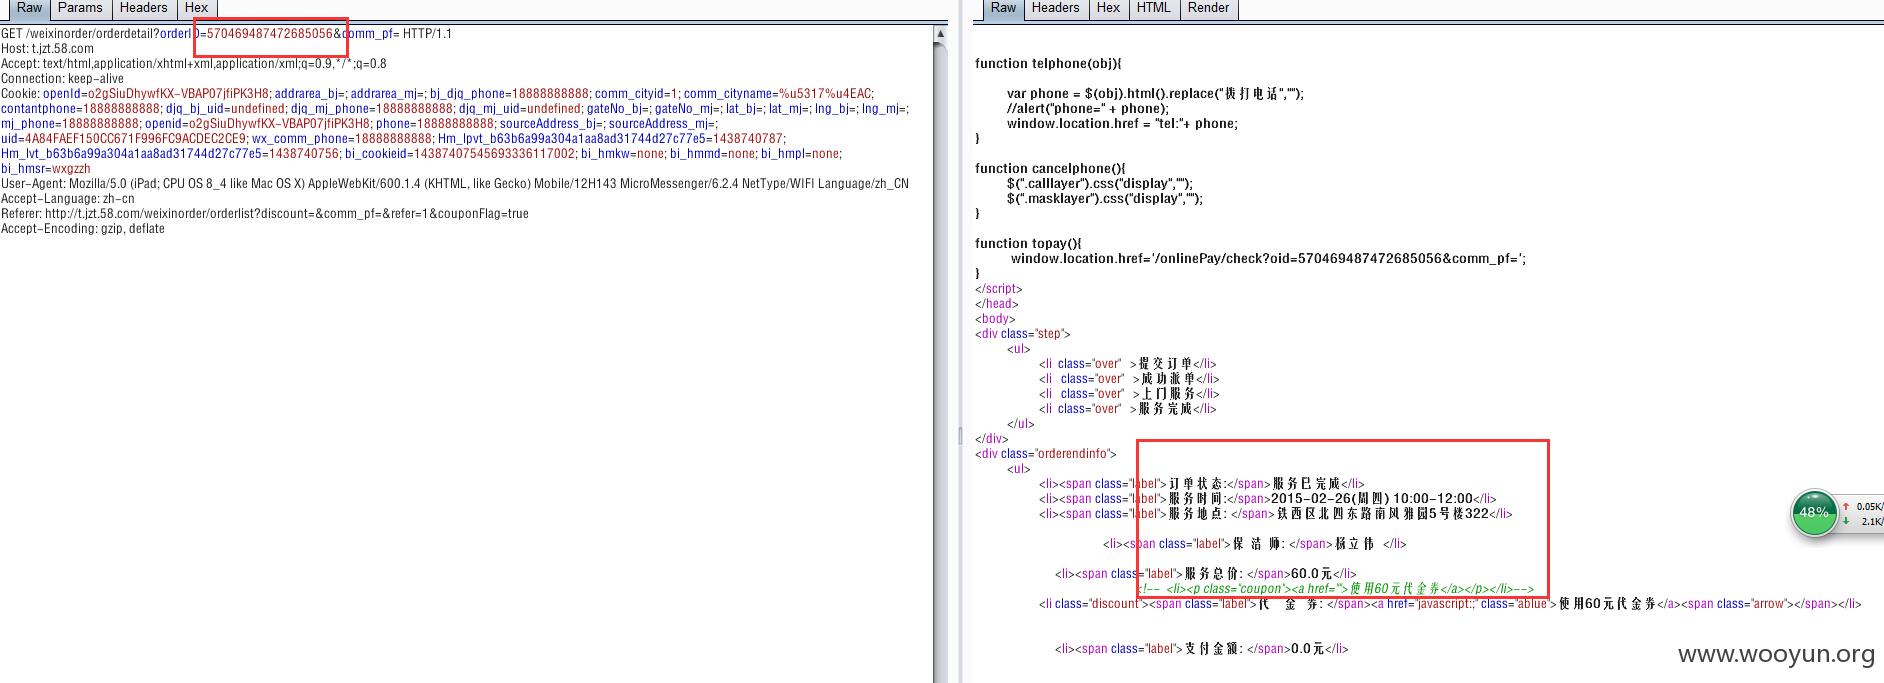 Raw Params Headers Hex
GET /weixinorder/orderdetail?orderID=570469487472685056&comm_pf= HTTP/1.1
Host: t.jzt.58.com
Accept: text/html,application/xhtml+xml,application/xml;q=0.9,*/*;q=0.8
Connection: keep-alive
Cookie: openId=o2gSiuDhywfKX-VBAP07jfiPK3H8; addrarea_bj=; addrarea_mj=; bj_djq_phone=18888888888; comm_cityid=1; comm_cityname=%u5317%u4EAC;
contantphone=18888888888; djq_bj_uid=undefined; djq_mj_phone=18888888888; djq_mj_uid=undefined; gateNo_bj=; gateNo_mj=; lat_bj=; lat_mj=; lng_bj=; lng_mj=;
mj_phone=18888888888; openid=o2gSiuDhywfKX-VBAP07jfiPK3H8; phone=18888888888; sourceAddress_bj=; sourceAddress_mj=;
uid=4A84FAEF150CC671F996FC9ACDEC2CE9; wx_comm_phone=18888888888; Hm_lpvt_b63b6a99a304a1aa8ad31744d27c77e5=1438740787;
Hm_lvt_b63b6a99a304a1aa8ad31744d27c77e5=1438740756; bi_cookieid=14387407545693336117002; bi_hmkw=none; bi_hmmd=none; bi_hmpl=none;
bi_hmsr=wxgzzh
User-Agent: Mozilla/5.0 (iPad; CPU OS 8_4 like Mac OS X) AppleWebKit/600.1.4 (KHTML, like Gecko) Mobile/12H143 MicroMessenger/6.2.4 NetType/WIFI Language/zh_CN
Accept-Language: zh-cn
Referer: http://t.jzt.58.com/weixinorder/orderlist?discount=&comm_pf=&refer=1&couponFlag=true
Accept-Encoding: gzip, deflate
Raw Headers Hex HTML Render
function telphone(obj){
var phone = $(obj).html().replace("拨打电话","");
//alert("phone=" + phone);
window.location.href = "tel:"+ phone;
}
function cancelphone(){
$(".calllayer").css("display","");
$(".masklayer").css("display","");
}
function topay(){
window.location.href='/onlinePay/check?oid=570469487472685056&comm_pf=';
}
</script>
</head>
<body>
<div class="step">
<ul>
<li class="over" >提交订单</li>
<li class="over" >成功派单</li>
<li class="over" >上门服务</li>
<li class="over" >服务完成</li>
</ul>
</div>
<div class="orderendinfo">
<ul>
<li><span class="label">订单状态:</span>服务已完成</li>
<li><span class="label">服务时间:</span>2015-02-26(周四) 10:00-12:00</li>
<li><span class="label">服务地点: </span>铁西区北四东路南风雅园5号楼322</li>
<li><span class="label">保 洁 师: </span>杨立伟 </li>
<li><span class="label">服务总价: </span>60.0元</li>
<!-- <li><p class="coupon"><a href="">使用60元代金券</a></p></li>-->
<li class="discount"><span class="label">代 金 券: </span><a href="javascript:;" class="ablue">使用60元代金券</a><span class="arrow"></span></li>
<li><span class="label">支付金额: </span>0.0元</li>
48%
0.05K/
2.1K/
www.wooyun.org